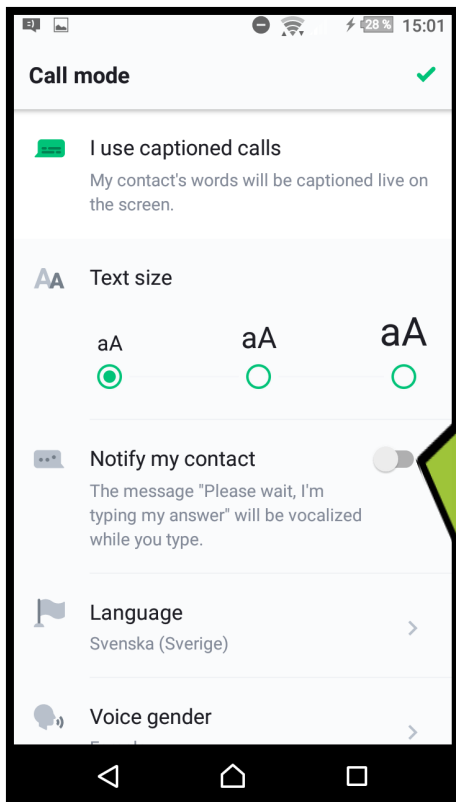 28 % 15:01
Call mode
I use captioned calls
My contact's words will be captioned live on
the screen.
AA Text size
aA aA aA
Notify my contact
The message "Please wait, I'm
typing my answer" will be vocalized
while you type.
Language
Svenska (Sverige)
Voice gender